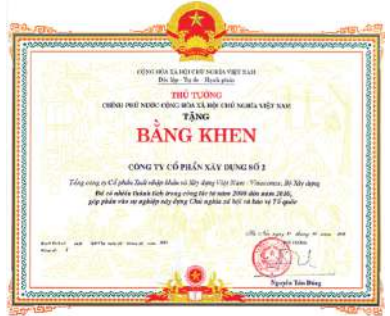 CỘNG HÒA XÃ HỘI CHỦ NGHĨA VIỆT NAM
Độc lập - Tự do - Hạnh phúc
THỦ TƯỚNG
CHÍNH PHỦ NƯỚC CỘNG HÒA XÃ HỘI CHỦ NGHĨA VIỆT NAM
TẶNG
BẰNG KHEN
CÔNG TY CỔ PHẦN XÂY DỰNG SỐ 2
Tổng công ty Cổ phần Xuất nhập khẩu và Xây dựng Việt Nam - Vinaconex, Bộ Xây dựng
Đã có nhiều thành tích trong công tác từ năm 2008 đến năm 2010,
góp phần vào sự nghiệp xây dựng Chủ nghĩa xã hội và bảo vệ Tổ quốc
Hà Nội, ngày
Nguyễn Tấn Dũng